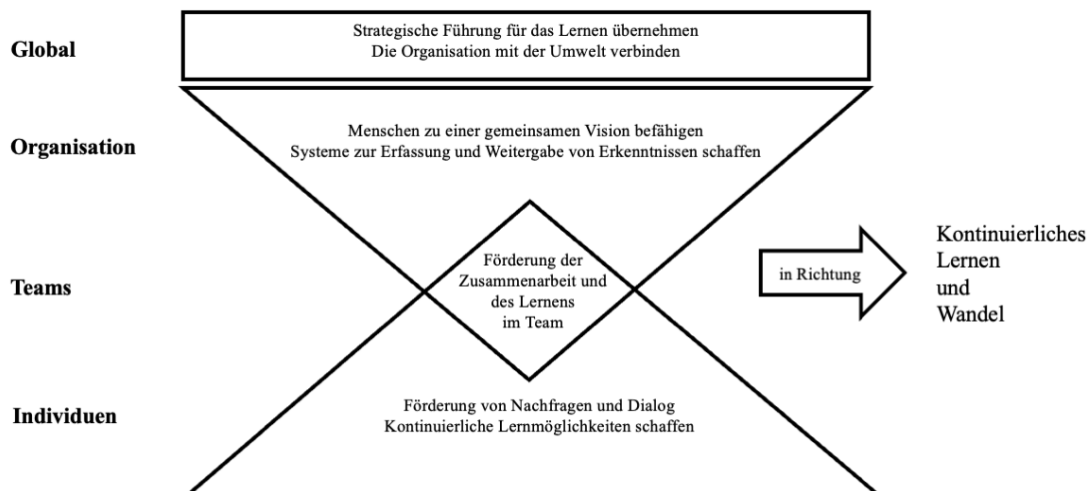 Global
Strategische Führung für das Lernen übernehmen
Die Organisation mit der Umwelt verbinden
Organisation
Menschen zu einer gemeinsamen Vision befähigen
Systeme zur Erfassung und Weitergabe von Erkenntnissen schaffen
Teams
Förderung der
Zusammenarbeit und
des Lernens
im Team
in Richtung
Kontinuierliches
Lernen
und
Wandel
Individuen
Förderung von Nachfragen und Dialog
Kontinuierliche Lernmöglichkeiten schaffen